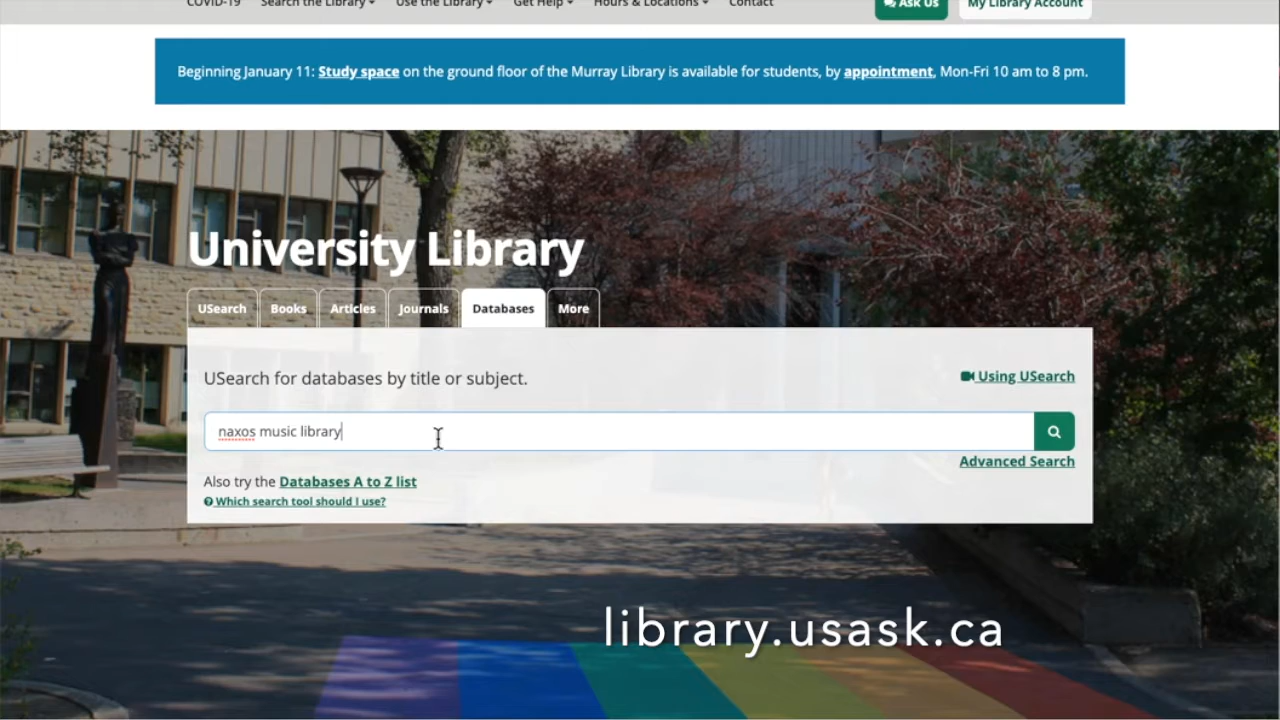 COVID-19 Search the Library Use the Library Get Help Hours & Locations Contact Ask Us My Library Account
Beginning January 11: Study space on the ground floor of the Murray Library is available for students, by appointment, Mon-Fri 10 am to 8 pm.
University Library
USearch Books Articles Journals Databases More
USearch for databases by title or subject.
Using USearch
naxos music library
Advanced Search
Also try the Databases A to Z list
Which search tool should I use?
library.usask.ca